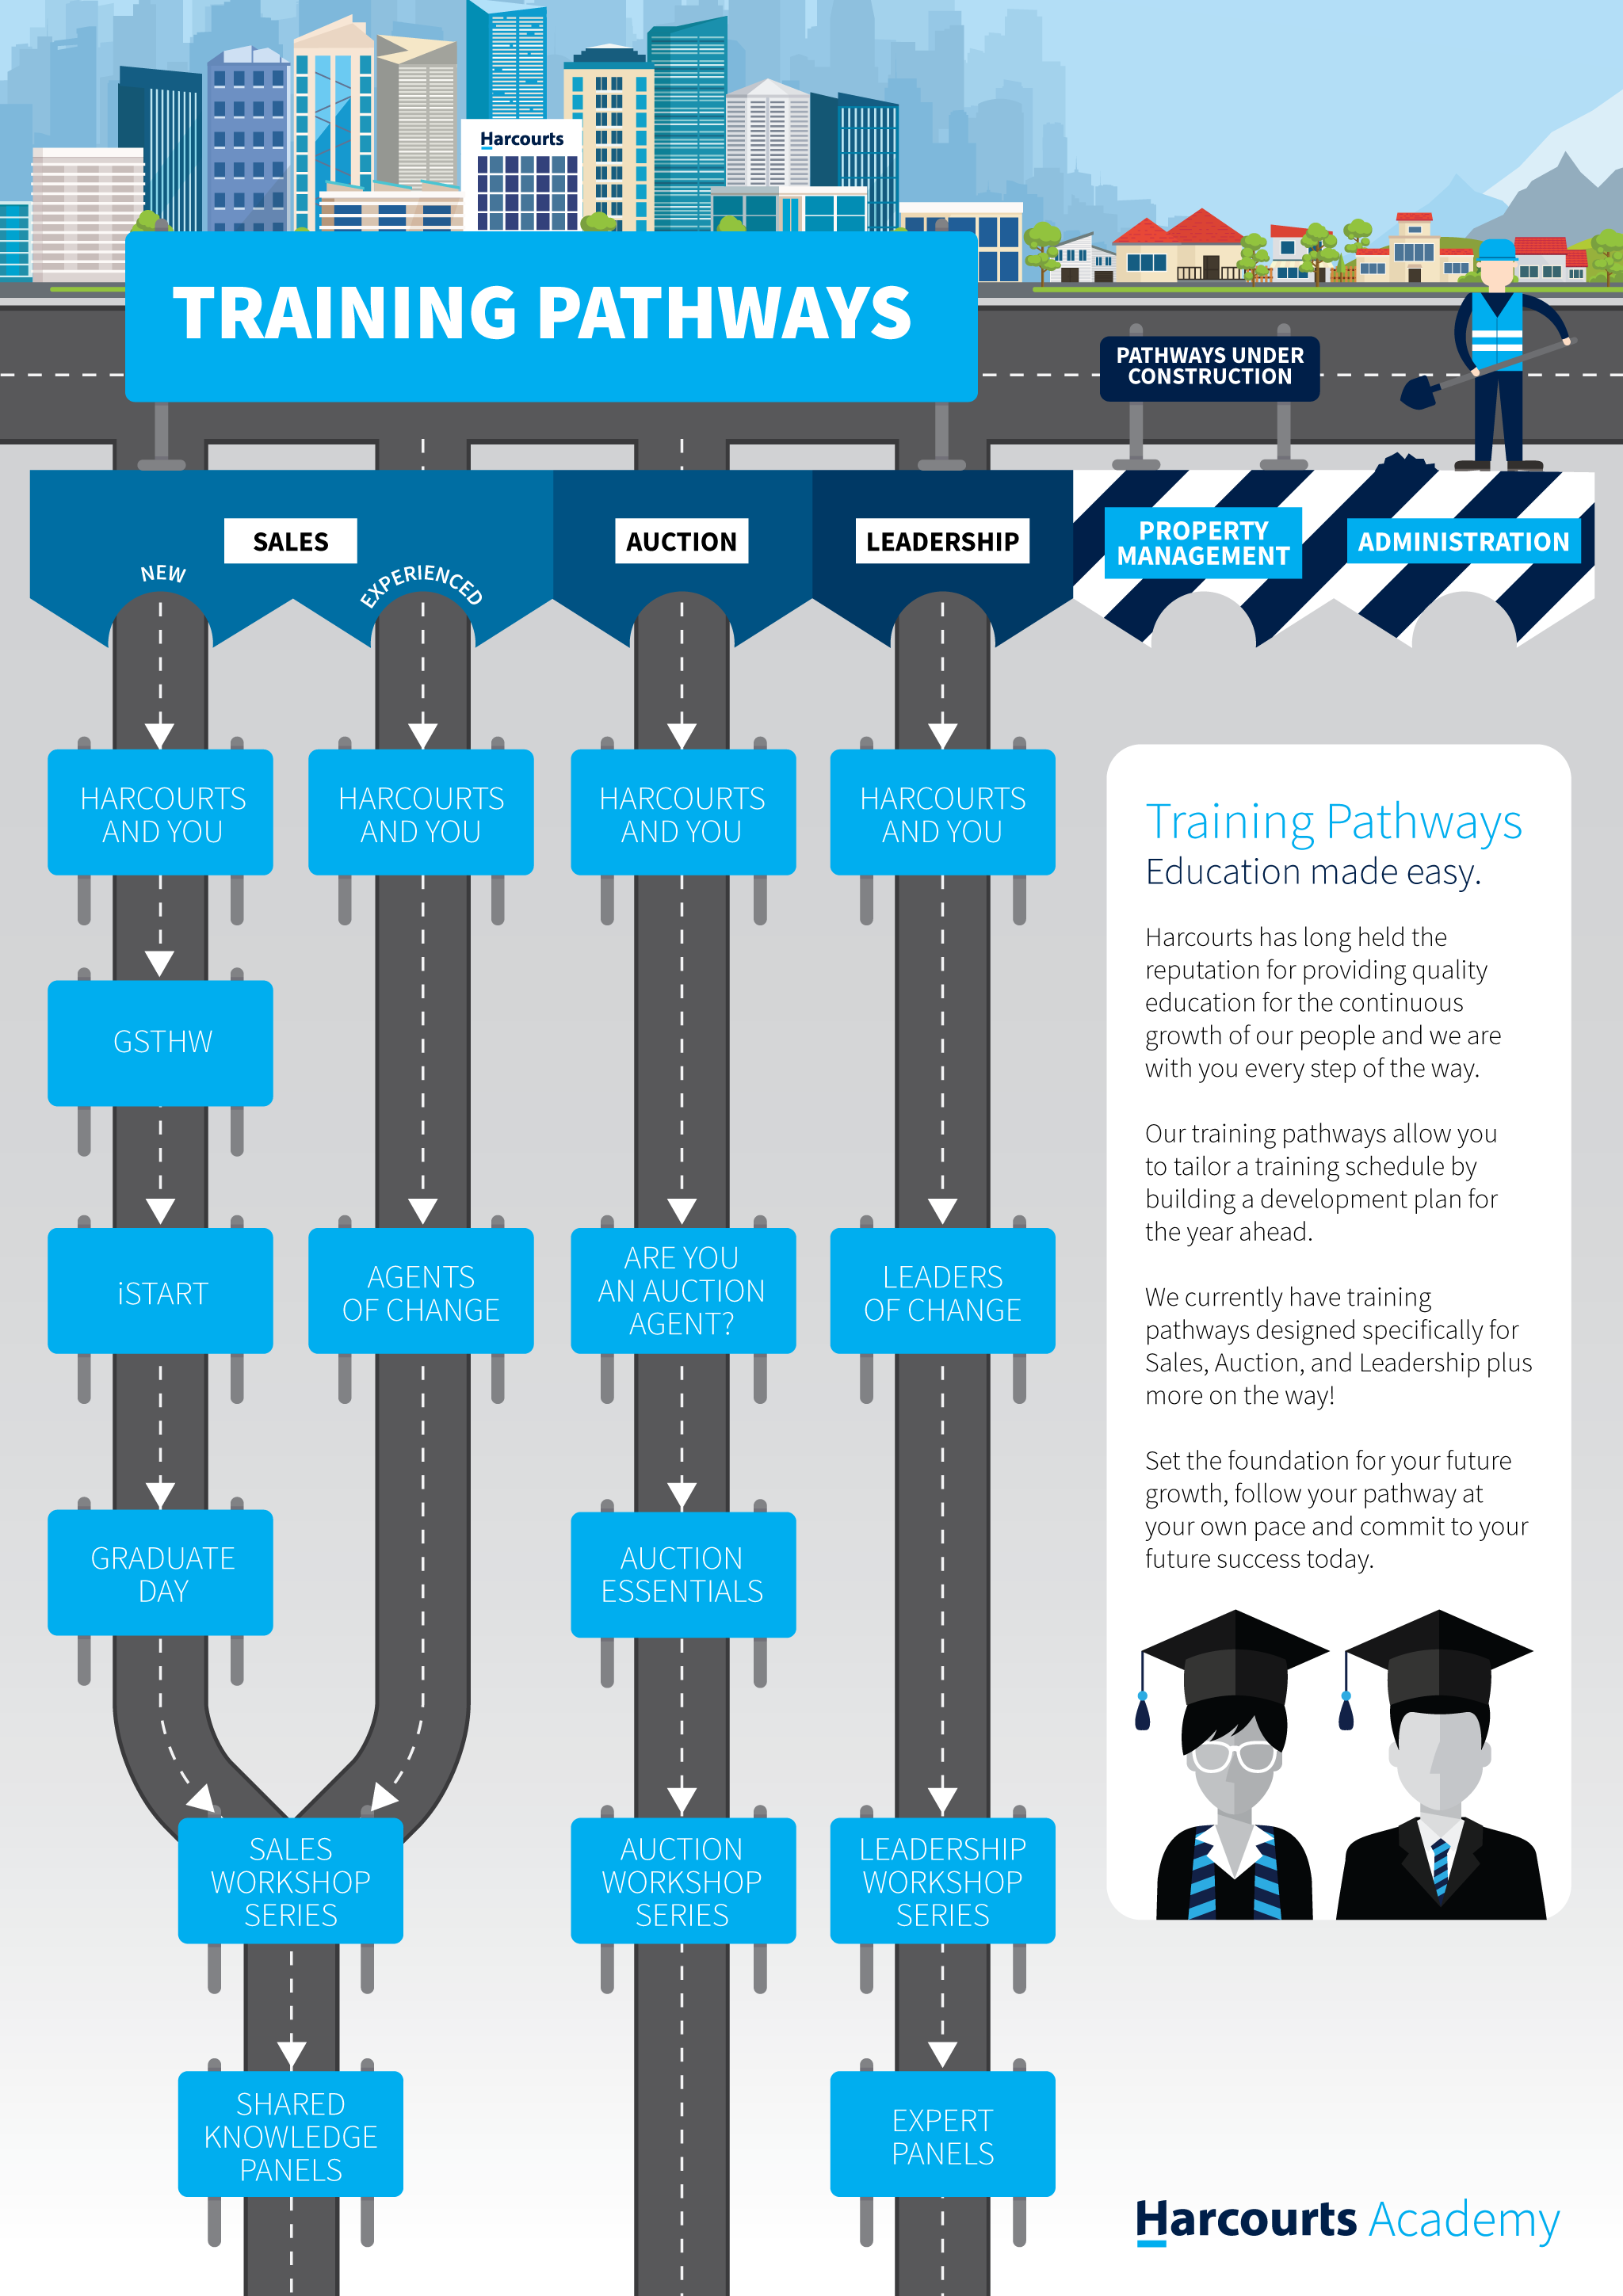 Harcourts
TRAINING PATHWAYS
PATHWAYS UNDER
CONSTRUCTION
SALES
NEW
EXPERIENCED
AUCTION
LEADERSHIP
PROPERTY
MANAGEMENT
ADMINISTRATION
HARCOURTS
AND YOU
GSTHW
iSTART
GRADUATE
DAY
HARCOURTS
AND YOU
AGENTS
OF CHANGE
SALES
WORKSHOP
SERIES
SHARED
KNOWLEDGE
PANELS
HARCOURTS
AND YOU
ARE YOU
AN AUCTION
AGENT?
AUCTION
ESSENTIALS
AUCTION
WORKSHOP
SERIES
HARCOURTS
AND YOU
LEADERS
OF CHANGE
LEADERSHIP
WORKSHOP
SERIES
EXPERT
PANELS
Training Pathways
Education made easy.
Harcourts has long held the
reputation for providing quality
education for the continuous
growth of our people and we are
with you every step of the way.
Our training pathways allow you
to tailor a training schedule by
building a development plan for
the year ahead.
We currently have training
pathways designed specifically for
Sales, Auction, and Leadership plus
more on the way!
Set the foundation for your future
growth, follow your pathway at
your own pace and commit to your
future success today.
Harcourts Academy